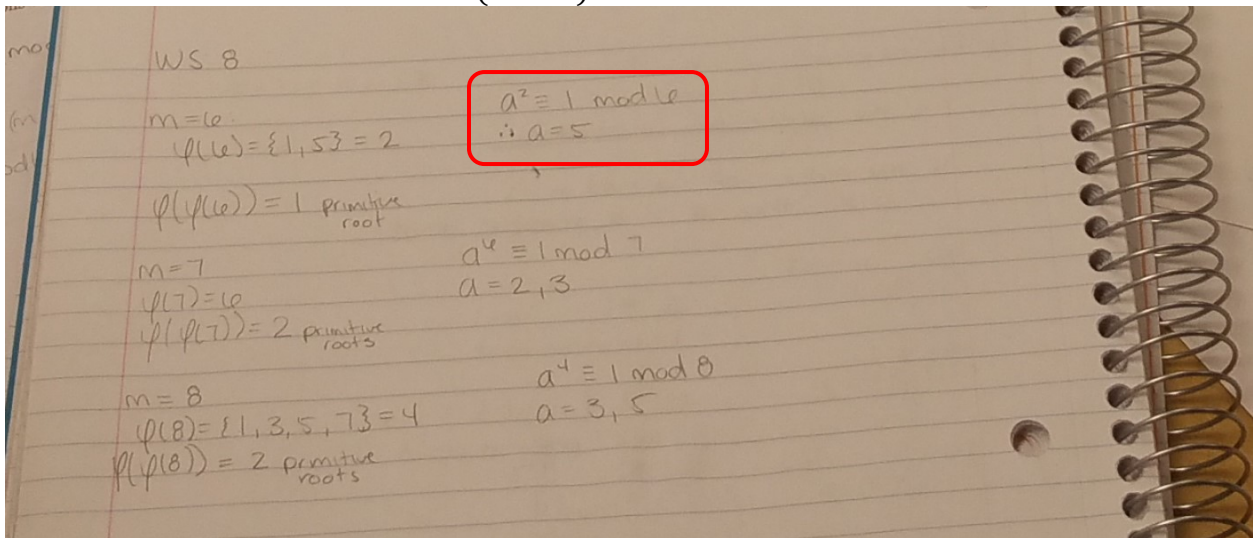 WS 8
m=6
φ(6)={1,5}=2
a² ≡ 1 mod 6
∴ a=5
φ(φ(6))=1 primitive root
m=7
φ(7)=6
φ(φ(7))=2 primitive roots
a⁶ ≡ 1 mod 7
a=2,3
m=8
φ(8)={1,3,5,7}=4
φ(φ(8))=2 prmitive roots
a⁴ ≡ 1 mod 8
a=3,5